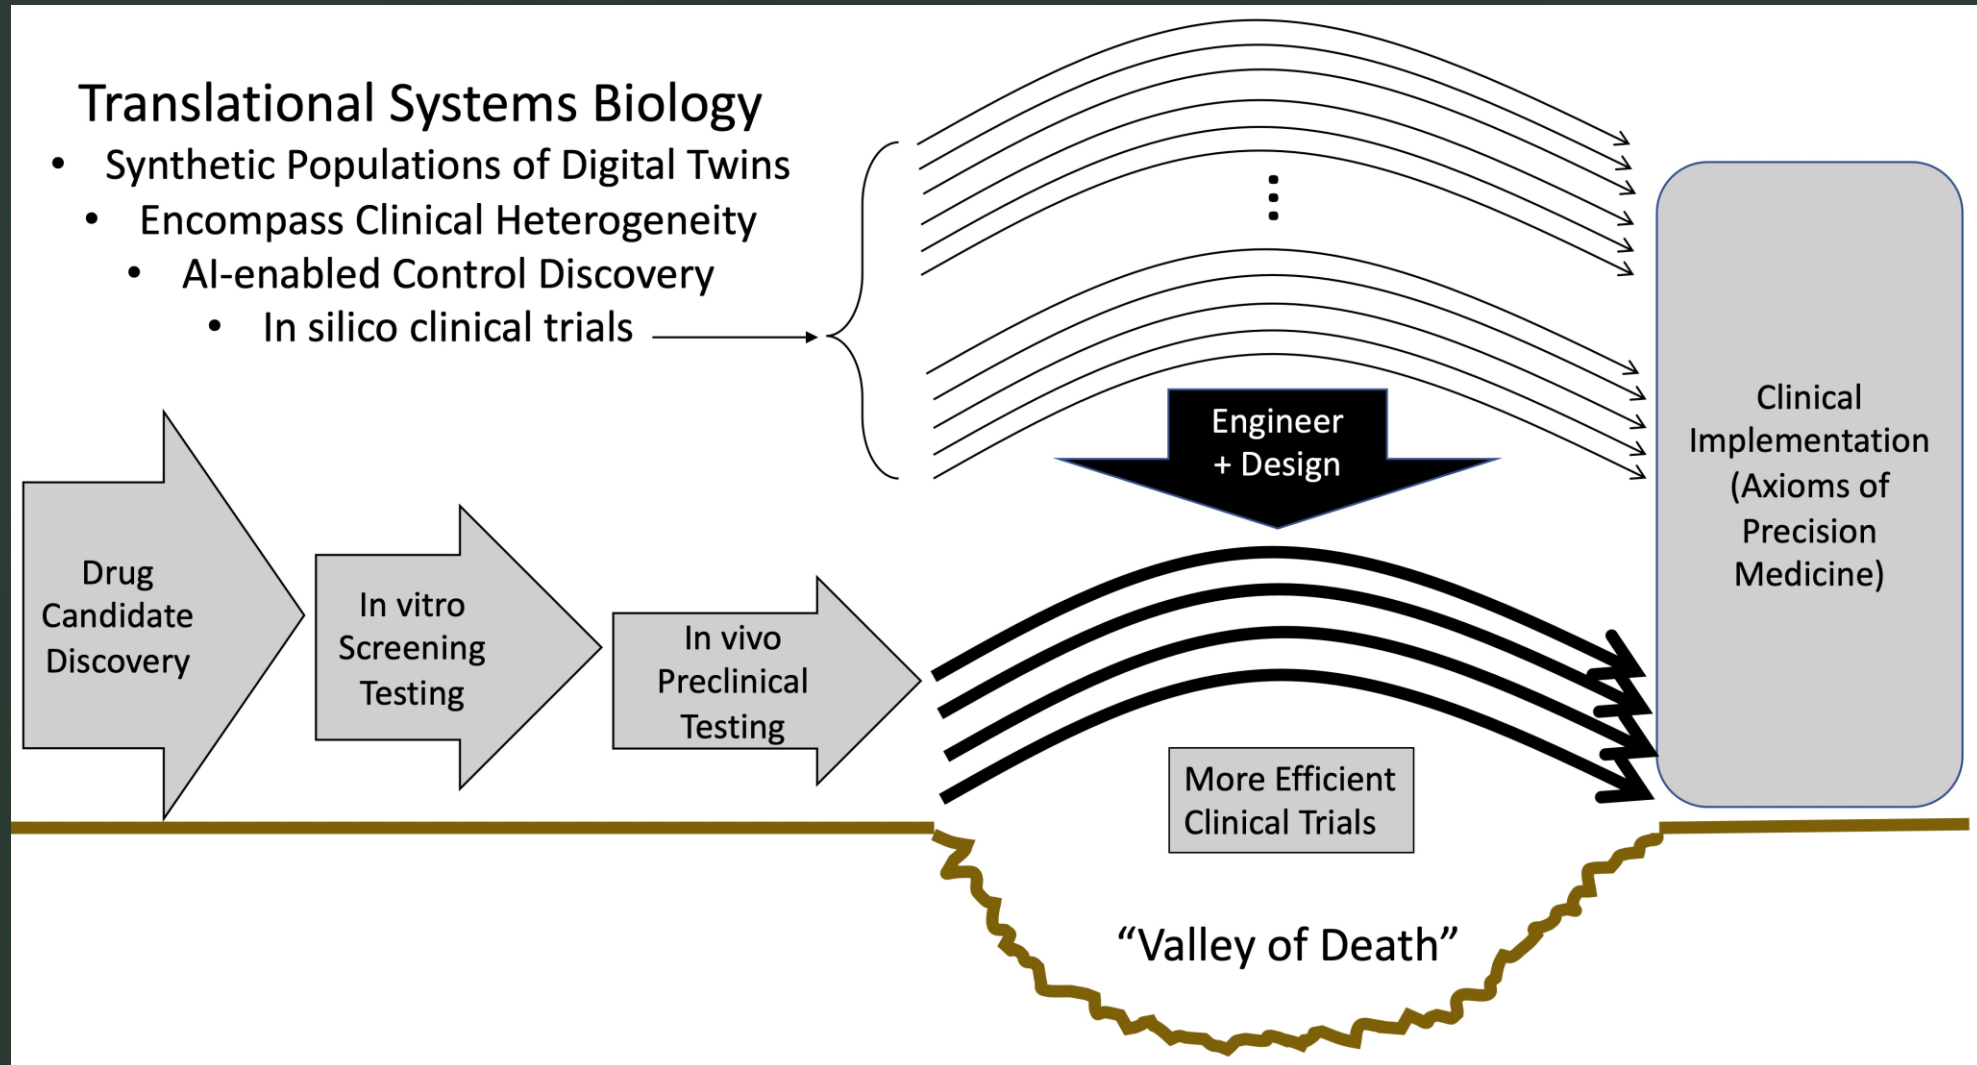 Translational Systems Biology
• Synthetic Populations of Digital Twins
• Encompass Clinical Heterogeneity
• AI-enabled Control Discovery
• In silico clinical trials
Engineer
+ Design
Clinical
Implementation
(Axioms of
Precision
Medicine)
Drug
Candidate
Discovery
In vitro
Screening
Testing
In vivo
Preclinical
Testing
More Efficient
Clinical Trials
“Valley of Death”